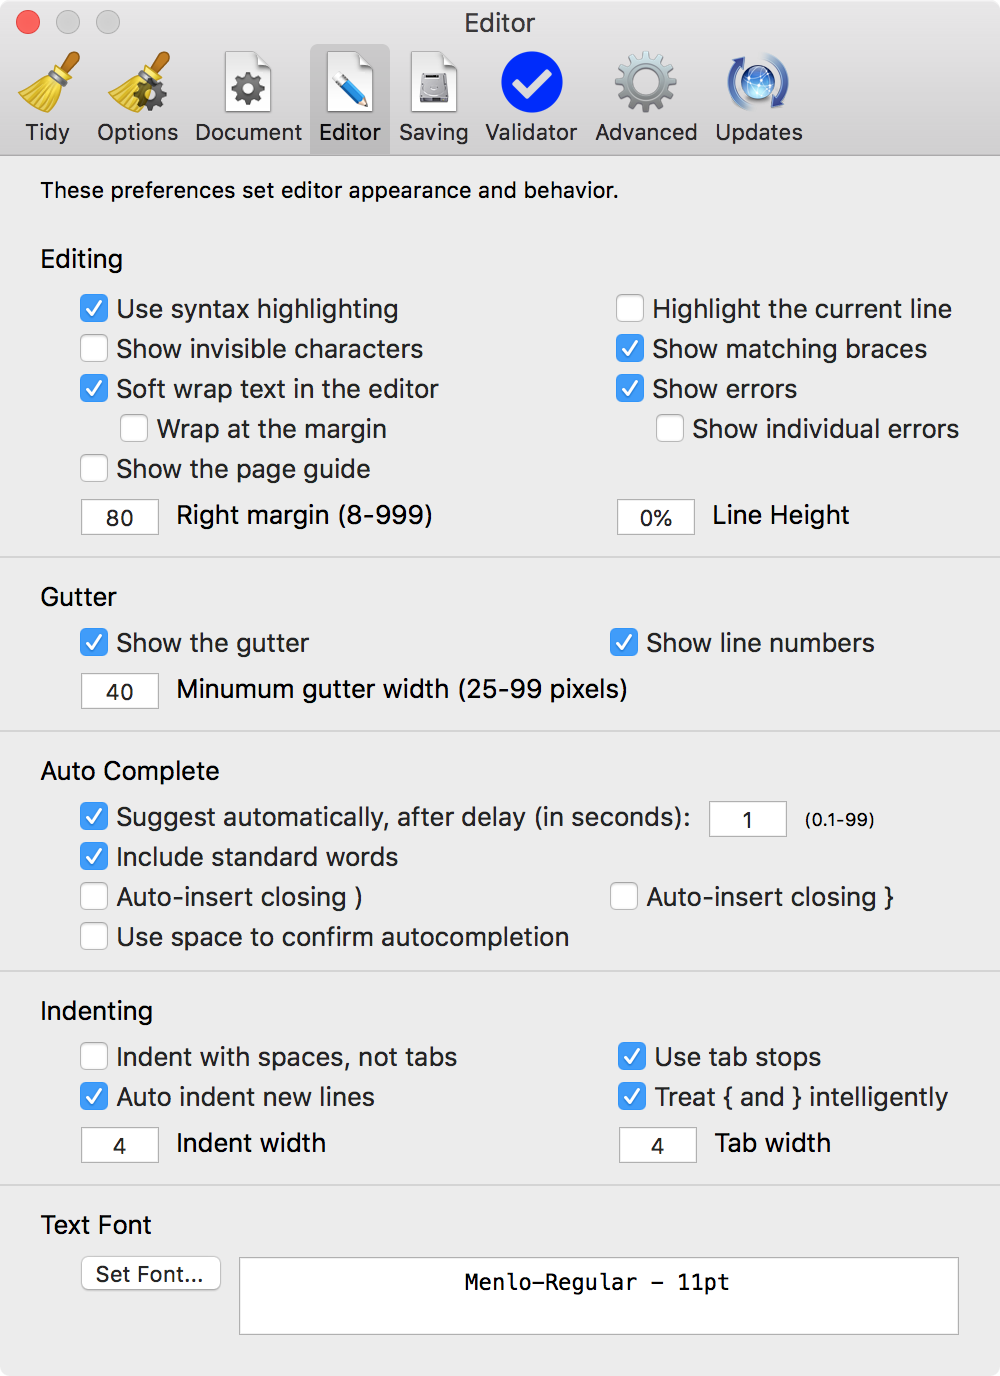 Editor
Tidy Options Document Editor Saving Validator Advanced Updates
These preferences set editor appearance and behavior.
Editing
Use syntax highlighting Highlight the current line
Show invisible characters Show matching braces
Soft wrap text in the editor Show errors
Wrap at the margin Show individual errors
Show the page guide
80 Right margin (8-999) 0% Line Height
Gutter
Show the gutter Show line numbers
40 Minumum gutter width (25-99 pixels)
Auto Complete
Suggest automatically, after delay (in seconds): 1 (0.1-99)
Include standard words
Auto-insert closing ) Auto-insert closing }
Use space to confirm autocompletion
Indenting
Indent with spaces, not tabs Use tab stops
Auto indent new lines Treat { and } intelligently
4 Indent width 4 Tab width
Text Font
Set Font... Menlo-Regular - 11pt